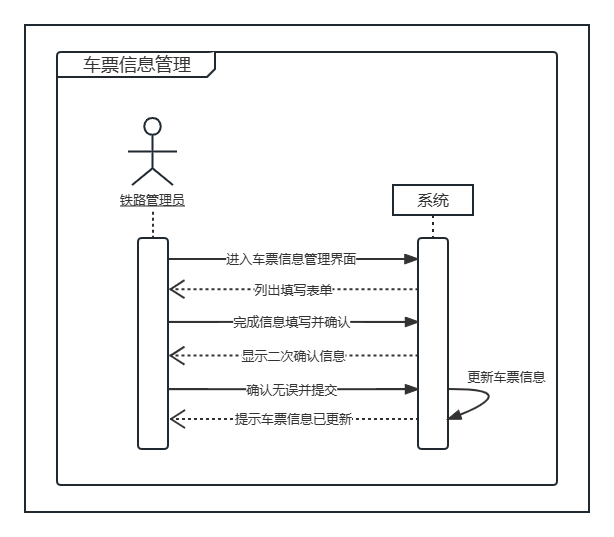 车票信息管理
铁路管理员
系统
进入车票信息管理界面
列出填写表单
完成信息填写并确认
显示二次确认信息
更新车票信息
确认无误并提交
提示车票信息已更新